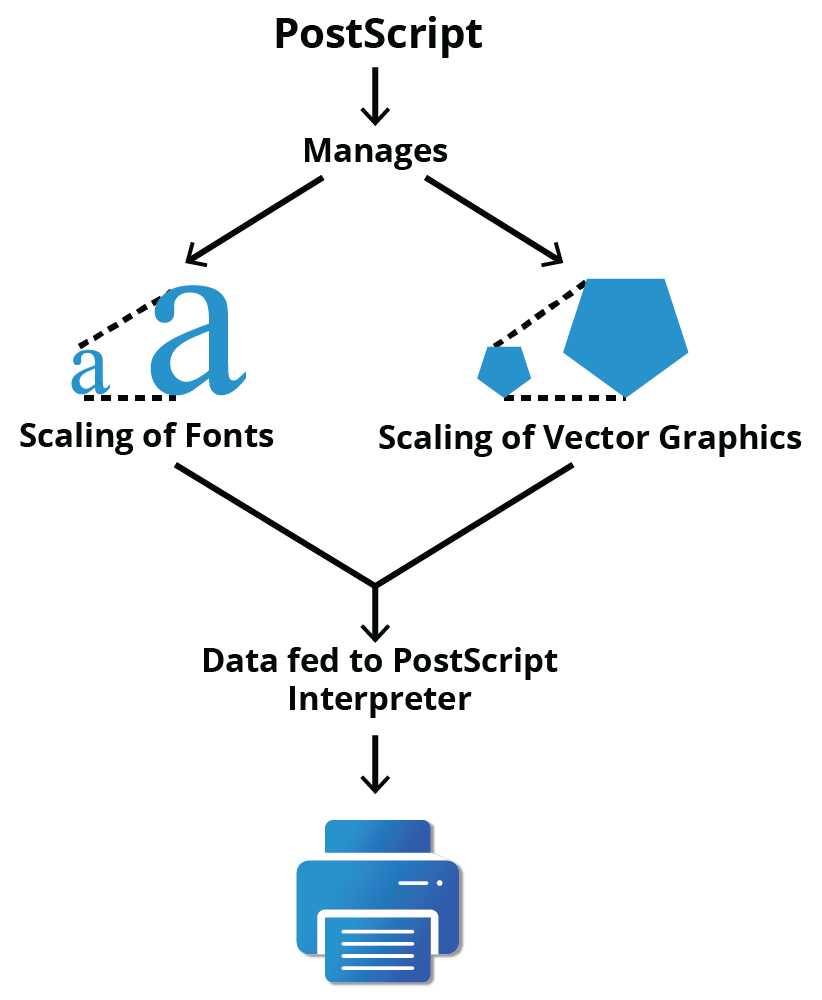 PostScript
Manages
a
a
Scaling of Fonts
Scaling of Vector Graphics
Data fed to PostScript
Interpreter